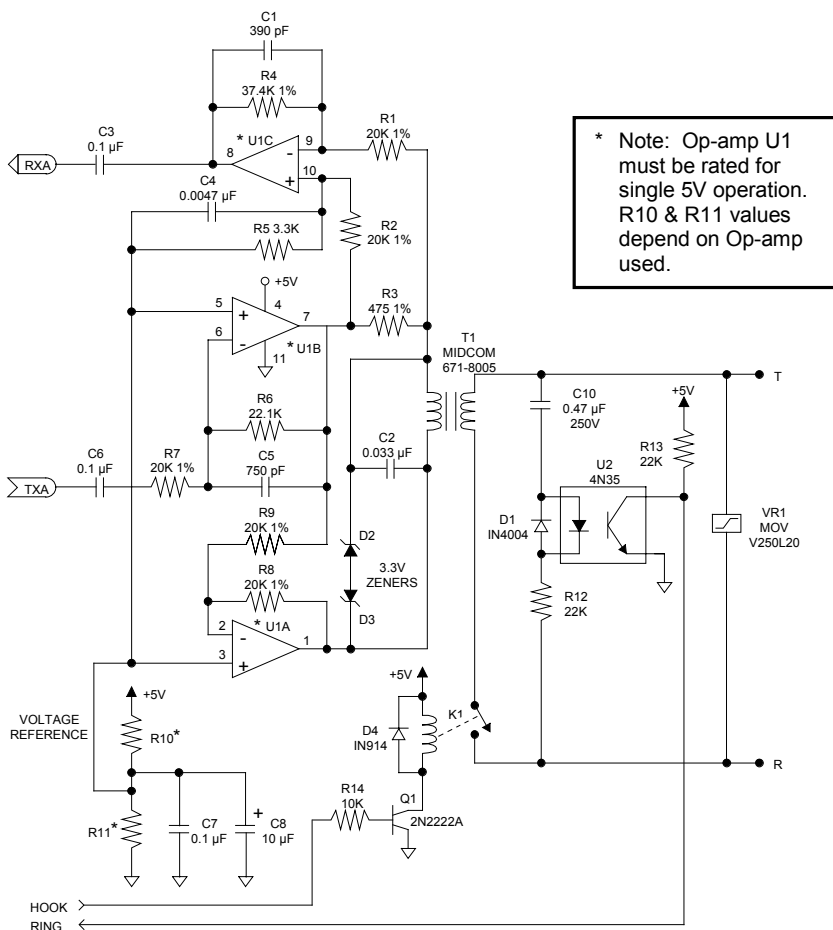 C1
390 pF
R4
37.4K 1%
R1
20K 1%
C3
0.1 µF
* U1C
9
8
-
+
10
RXA
C4
0.0047 µF
R2
20K 1%
R5 3.3K
* Note: Op-amp U1
must be rated for
single 5V operation.
R10 & R11 values
depend on Op-amp
used.
+5V
5
+
4
7
6
-
11
* U1B
R3
475 1%
T1
MIDCOM
671-8005
T
R6
22.1K
C10
0.47 µF
250V
+5V
R13
22K
C6
0.1 µF
R7
20K 1%
C5
750 pF
C2
0.033 µF
U2
4N35
TXA
D1
IN4004
VR1
MOV
V250L20
R9
20K 1%
D2
R8
20K 1%
3.3V
ZENERS
D3
R12
22K
2
-
* U1A
1
3
+
+5V
+5V
VOLTAGE
REFERENCE
R10*
D4
IN914
K1
R
R14
10K
Q1
2N2222A
R11*
C7
0.1 µF
+
C8
10 µF
HOOK
RING